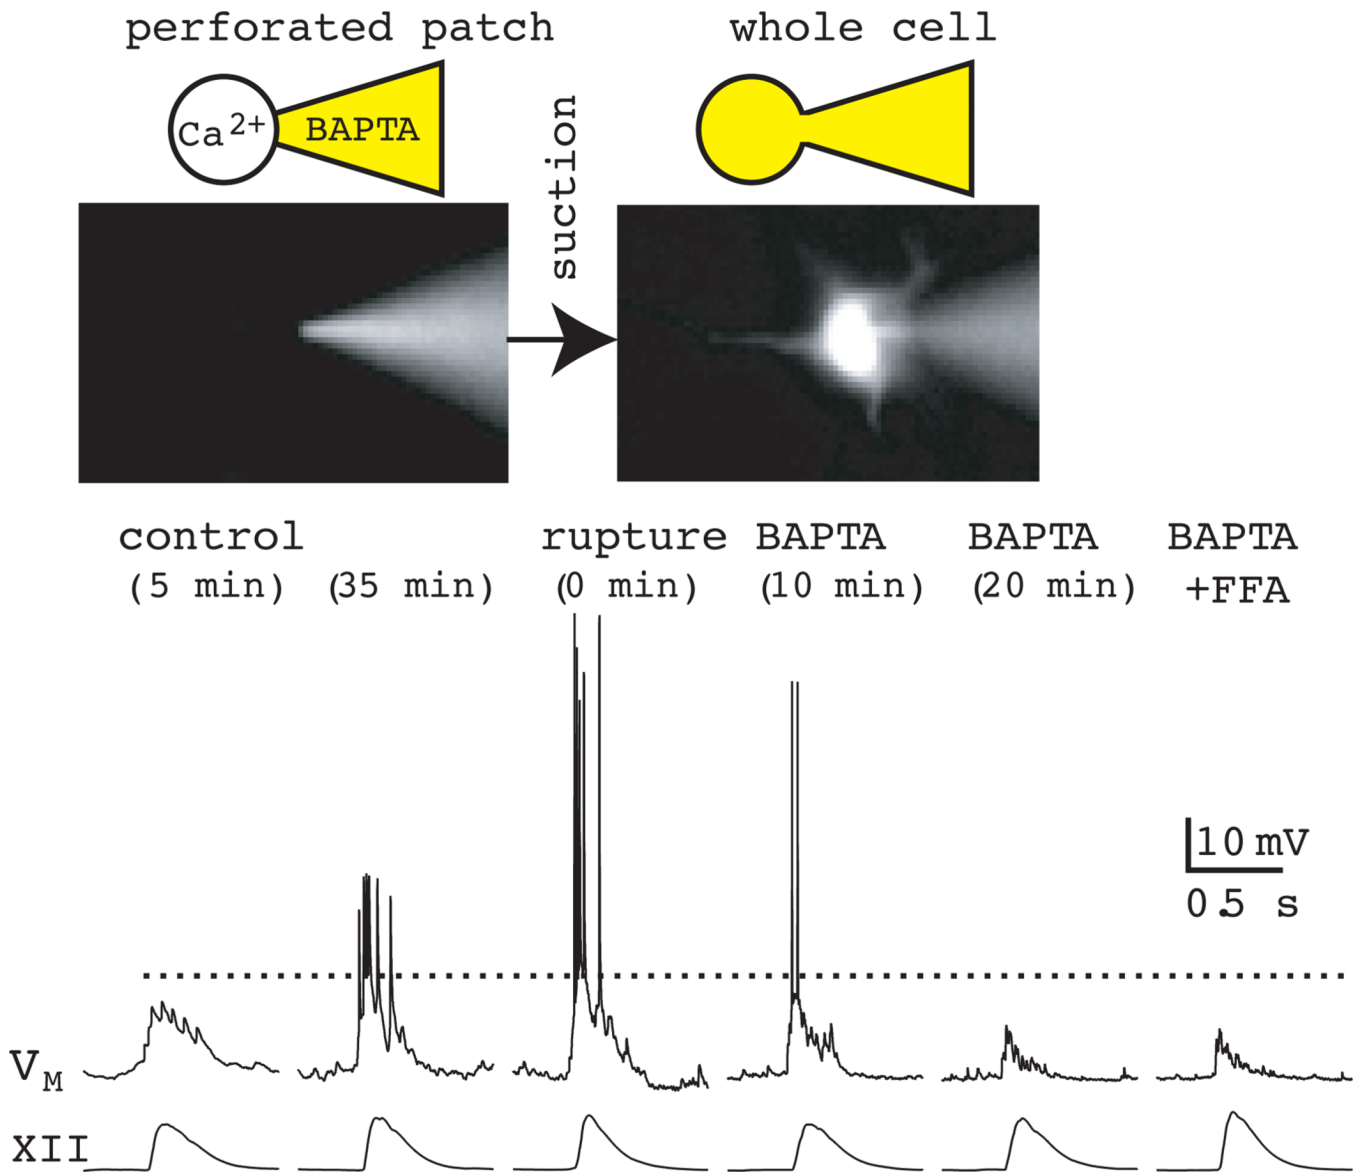 perforated patch
whole cell
Ca2+
BAPTA
suction
control
(5 min)
(35 min)
rupture
(0 min)
BAPTA
(10 min)
BAPTA
(20 min)
BAPTA
+FFA
10 mV
0.5 s
VM
XII